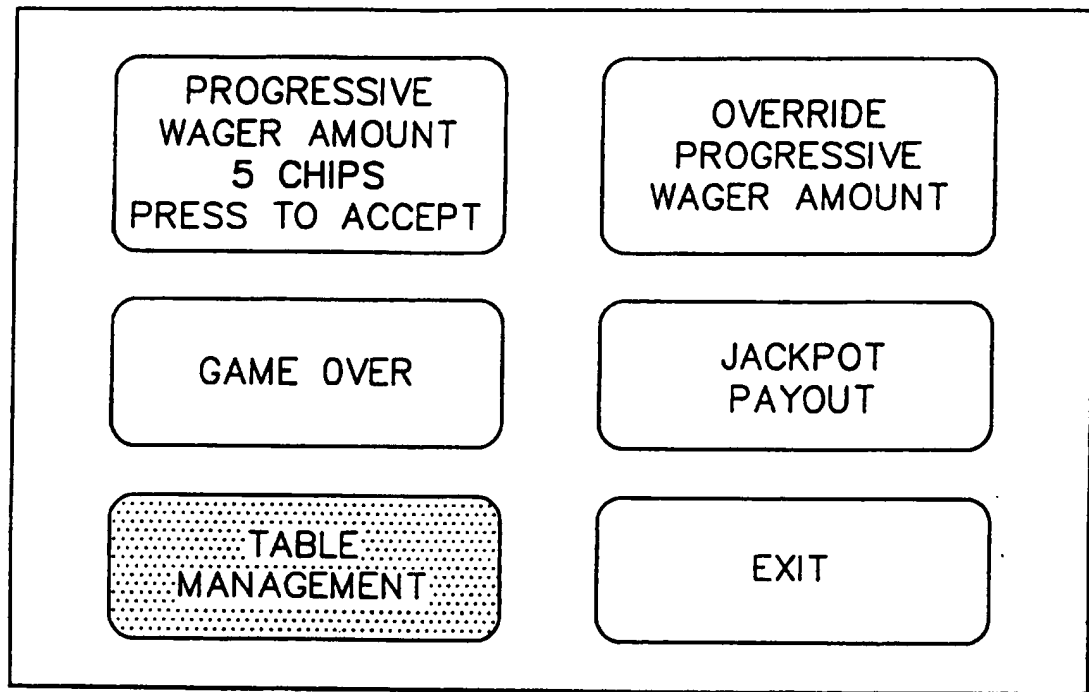 PROGRESSIVE
WAGER AMOUNT
5 CHIPS
PRESS TO ACCEPT
OVERRIDE
PROGRESSIVE
WAGER AMOUNT
GAME OVER
JACKPOT
PAYOUT
TABLE
MANAGEMENT
EXIT